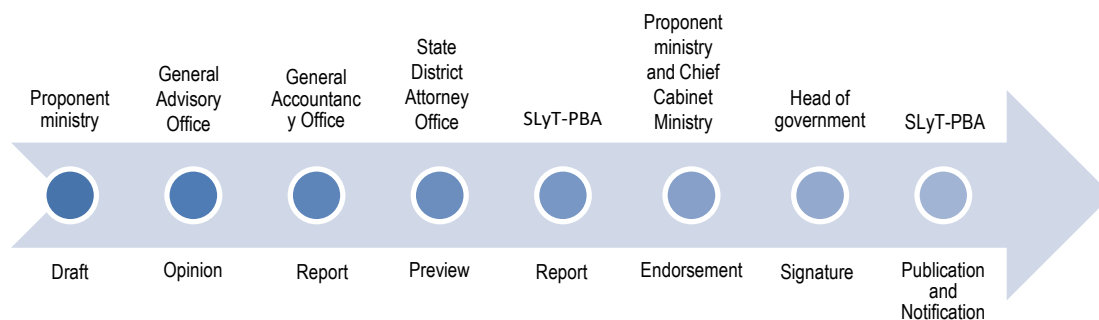 Proponent
ministry
General
Advisory
Office
General
Accountanc
y Office
State
District
Attorney
Office
SLyT-PBA
Proponent
ministry
and Chief
Cabinet
Ministry
Head of
government
SLyT-PBA
Draft
Opinion
Report
Preview
Report
Endorsement
Signature
Publication
and
Notification